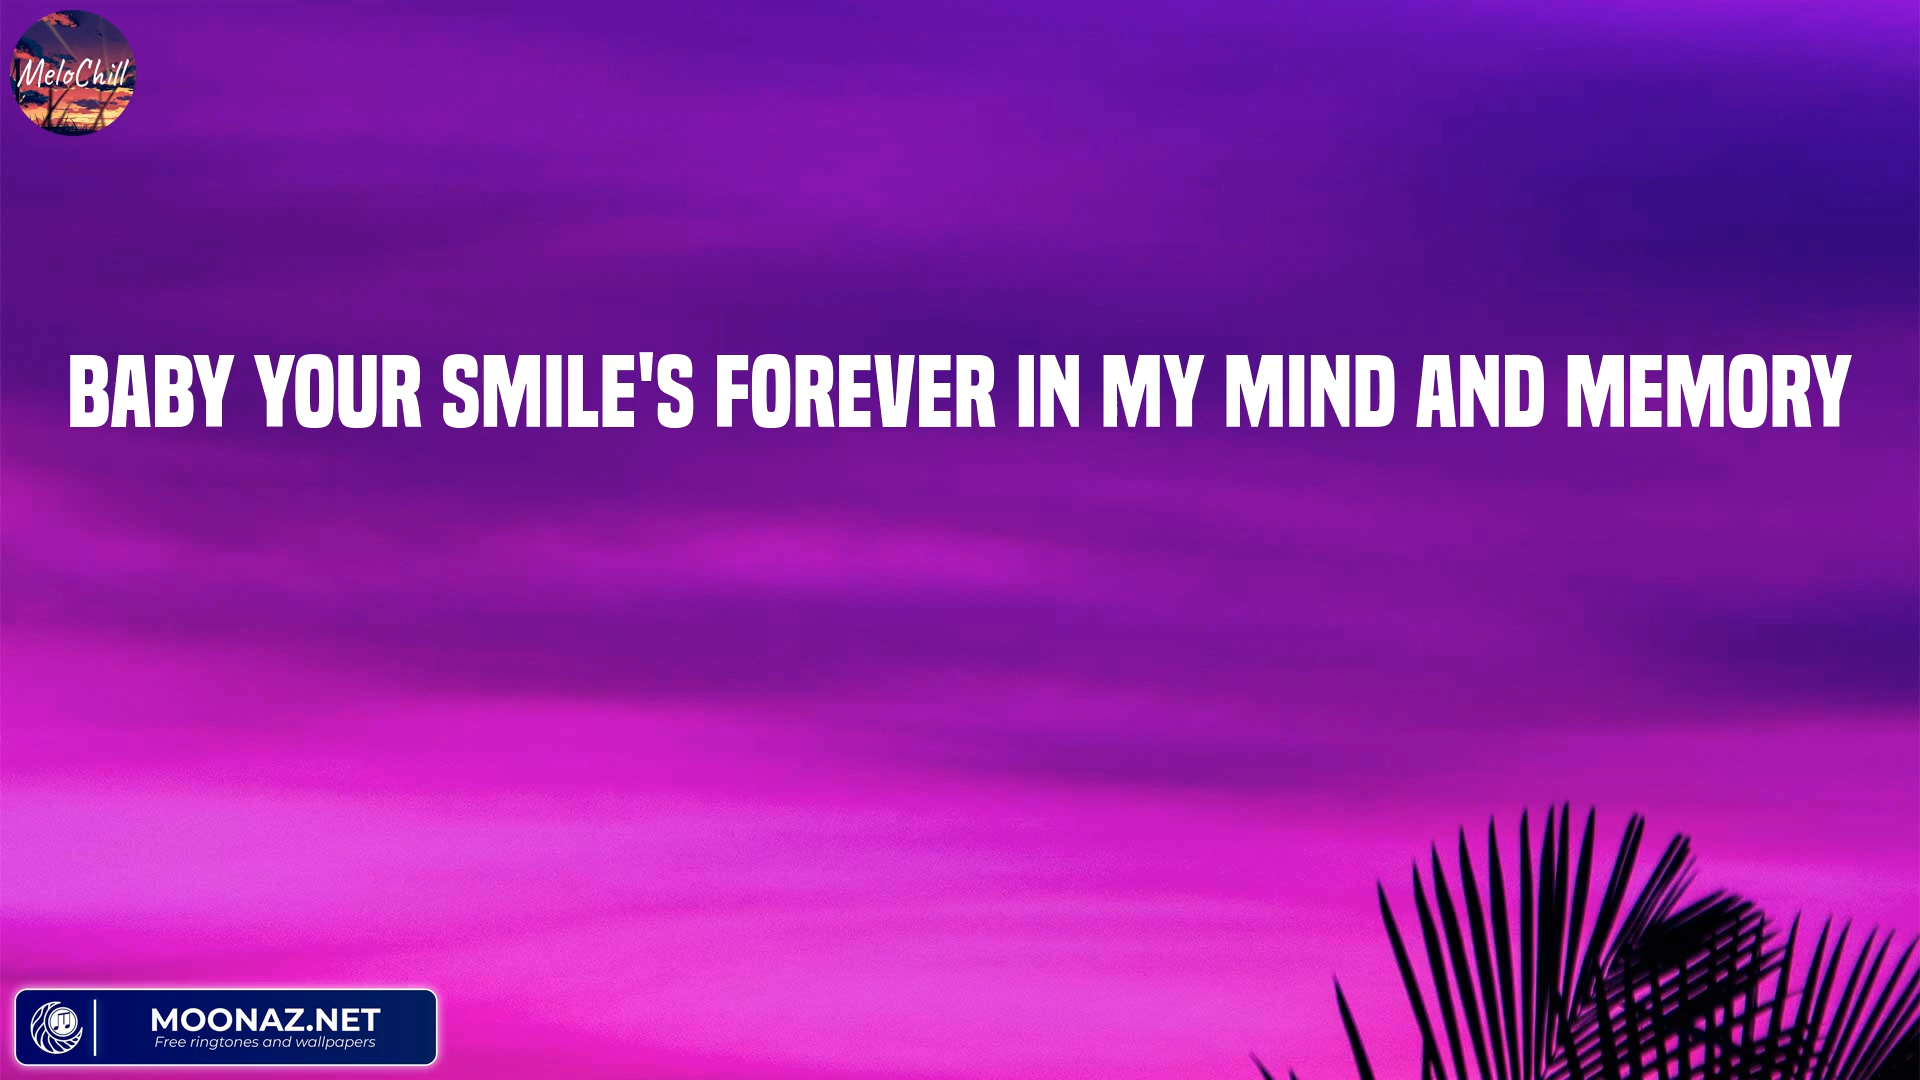 MeloChill
BABY YOUR SMILE'S FOREVER IN MY MIND AND MEMORY
MOONAZ.NET
Free ringtones and wallpapers